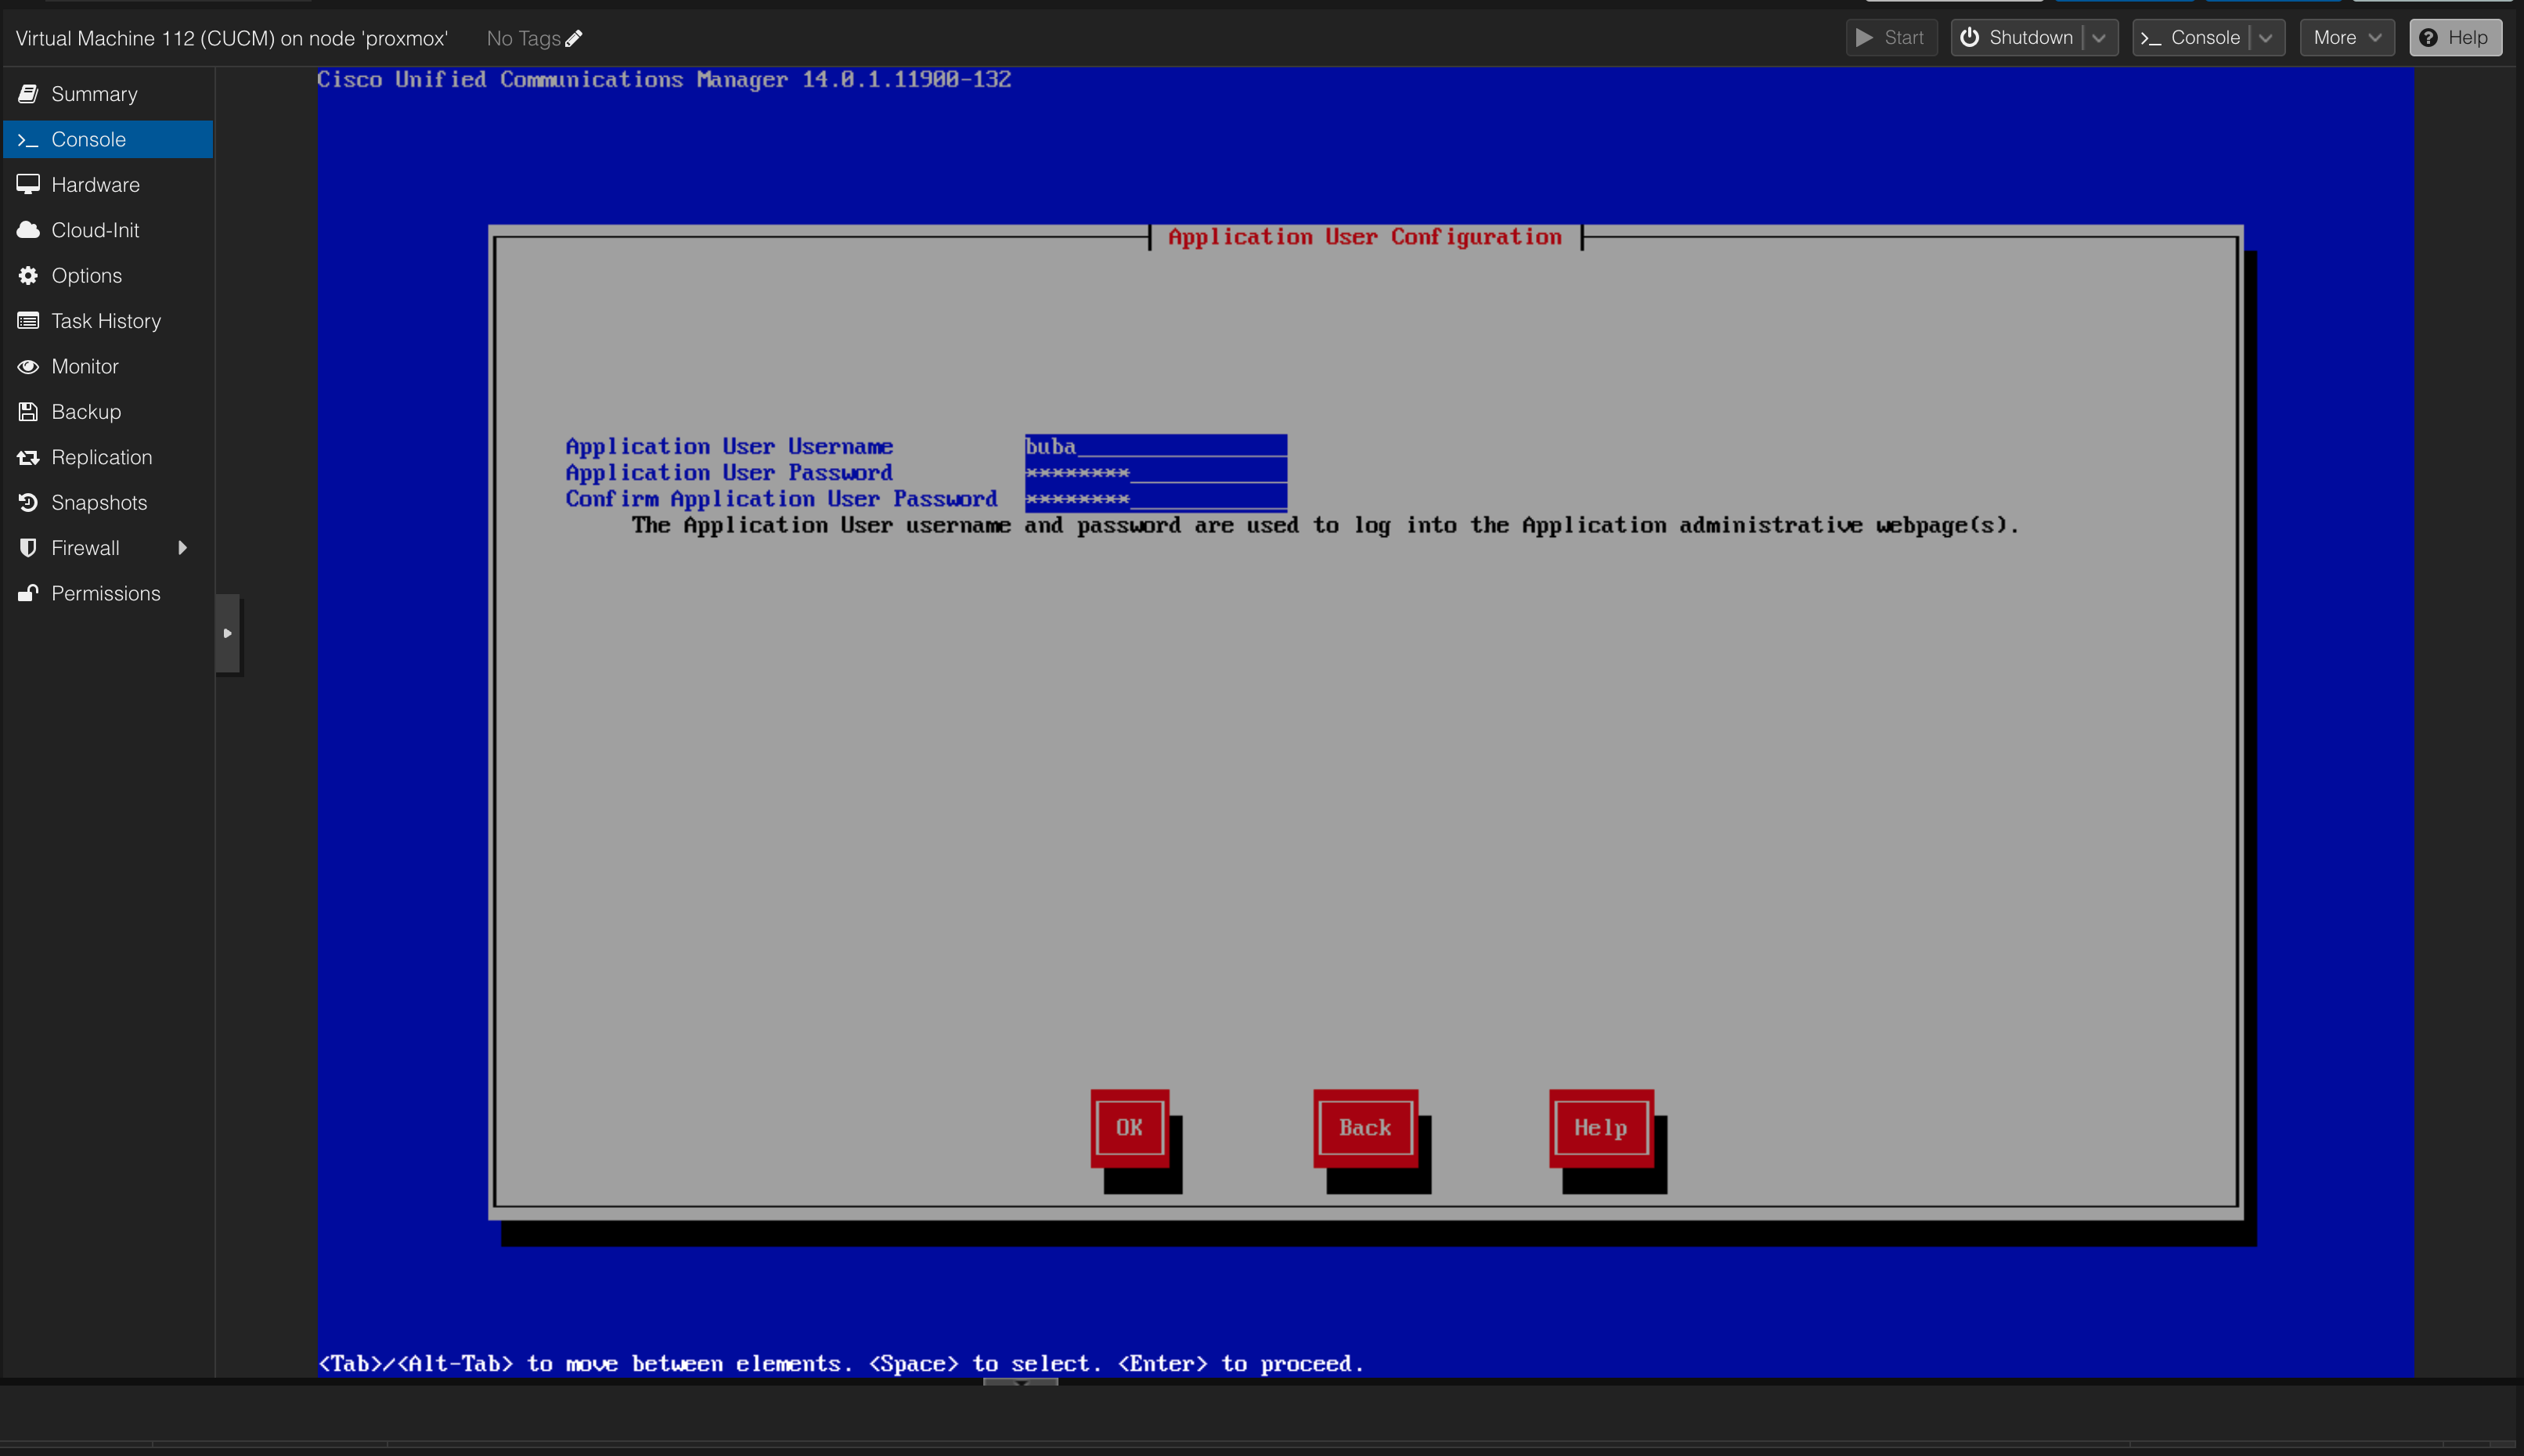 Virtual Machine 112 (CUCM) on node 'proxmox' No Tags Start Shutdown >_ Console More Help
Summary
>_ Console
Hardware
Cloud-Init
Options
Task History
Monitor
Backup
Replication
Snapshots
Firewall
Permissions
Cisco Unified Communications Manager 14.0.1.11900-132
Application User Configuration
Application User Username buba
Application User Password ********
Confirm Application User Password ********
The Application User username and password are used to log into the Application administrative webpage(s).
OK Back Help
<Tab>/<Alt-Tab> to move between elements. <Space> to select. <Enter> to proceed.